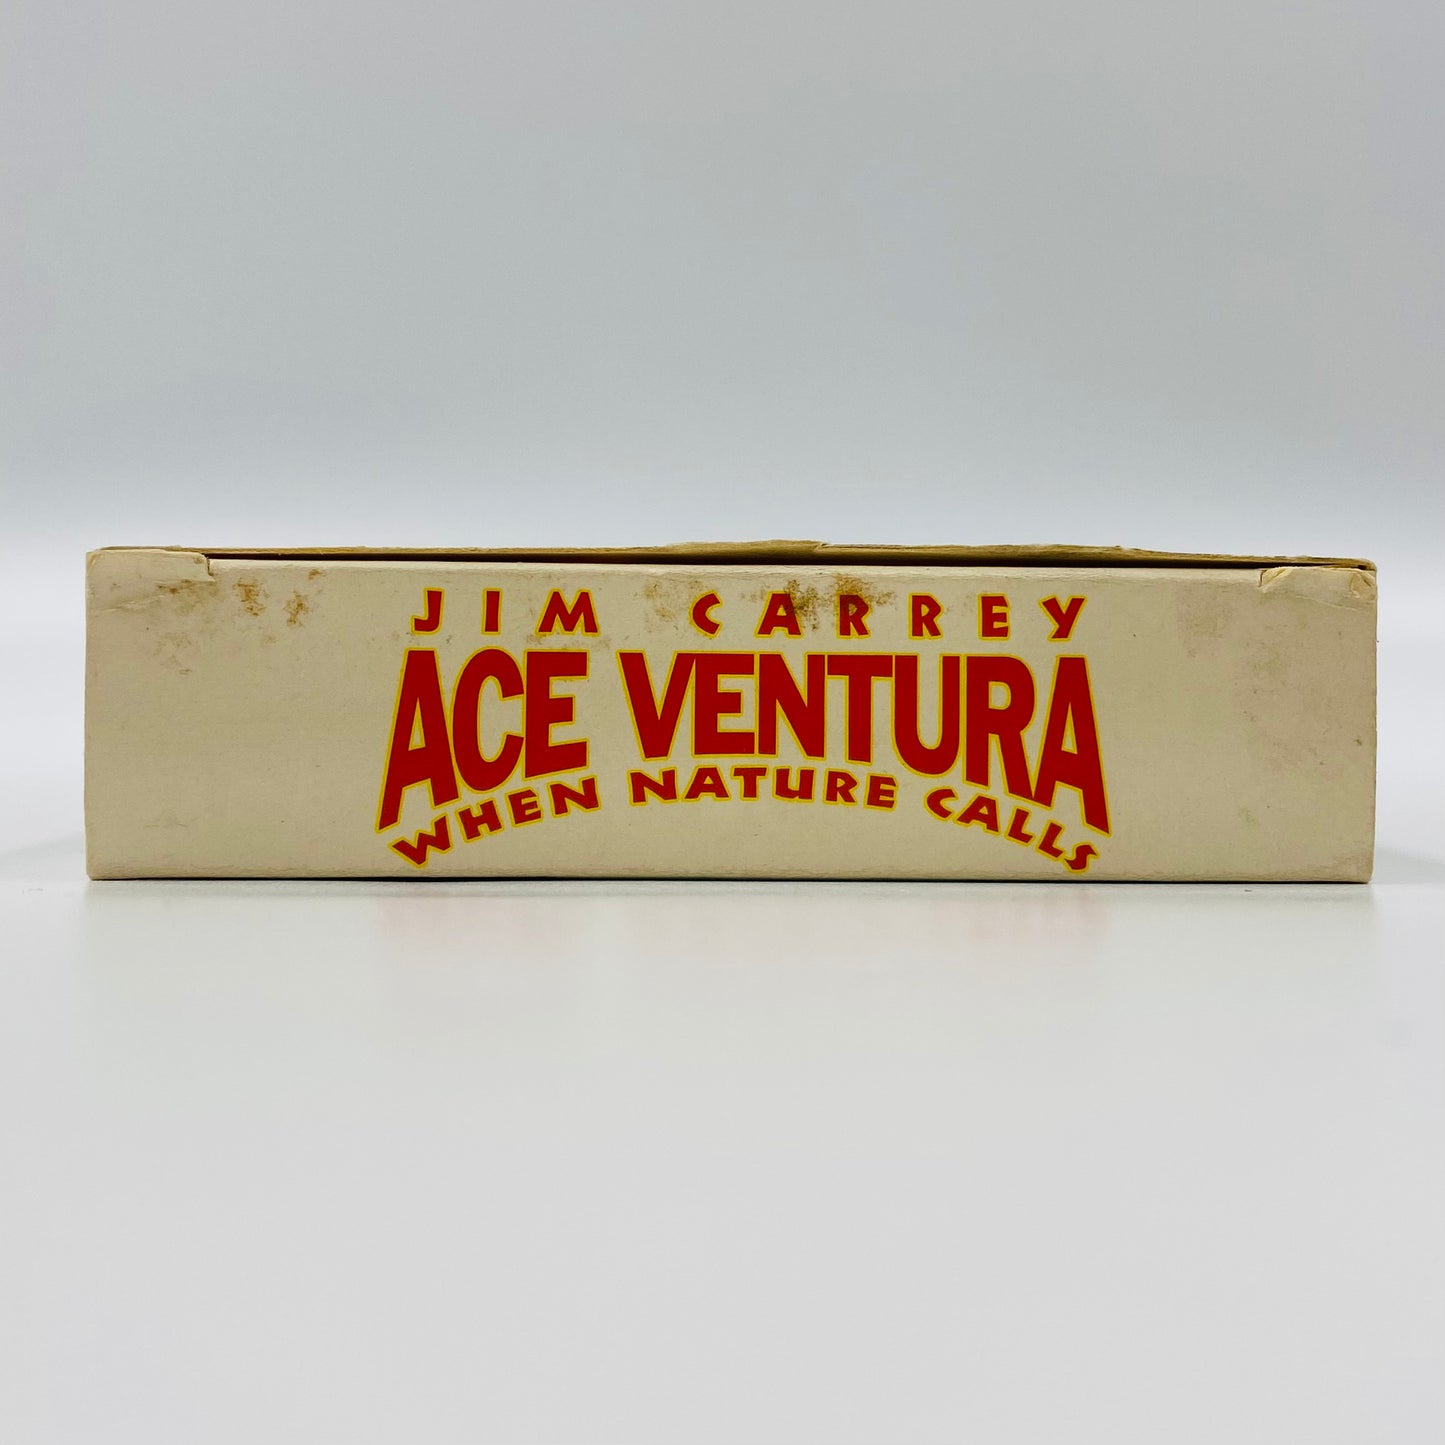 JIM CARREY
ACE VENTURA
WHEN NATURE CALLS